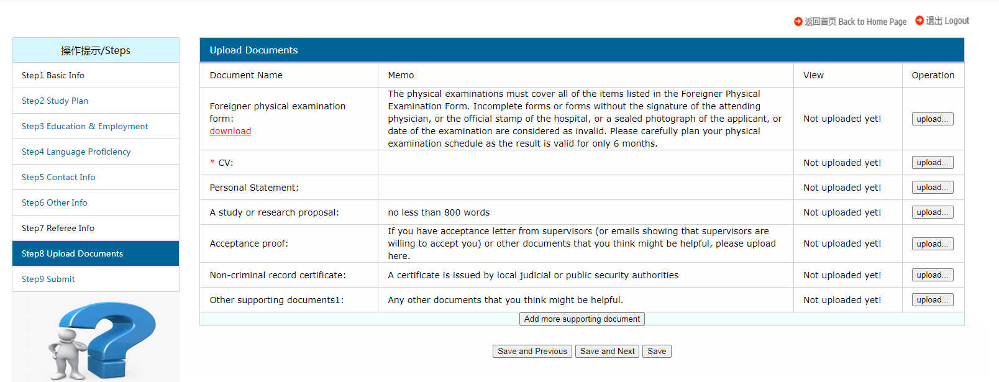 返回首页 Back to Home Page 退出 Logout
操作提示/Steps
Step1 Basic Info
Step2 Study Plan
Step3 Education & Employment
Step4 Language Proficiency
Step5 Contact Info
Step6 Other Info
Step7 Referee Info
Step8 Upload Documents
Step9 Submit
Upload Documents
Document Name Memo View Operation
Foreigner physical examination
form:
download
The physical examinations must cover all of the items listed in the Foreigner Physical
Examination Form. Incomplete forms or forms without the signature of the attending
physician, or the official stamp of the hospital, or a sealed photograph of the applicant, or
date of the examination are considered as invalid. Please carefully plan your physical
examination schedule as the result is valid for only 6 months.
Not uploaded yet! upload...
* CV: Not uploaded yet! upload...
Personal Statement: Not uploaded yet! upload...
A study or research proposal: no less than 800 words Not uploaded yet! upload...
Acceptance proof:
If you have acceptance letter from supervisors (or emails showing that supervisors are
willing to accept you) or other documents that you think might be helpful, please upload
here.
Not uploaded yet! upload...
Non-criminal record certificate: A certificate is issued by local judicial or public security authorities Not uploaded yet! upload...
Other supporting documents1: Any other documents that you think might be helpful. Not uploaded yet! upload...
Add more supporting document
Save and Previous Save and Next Save